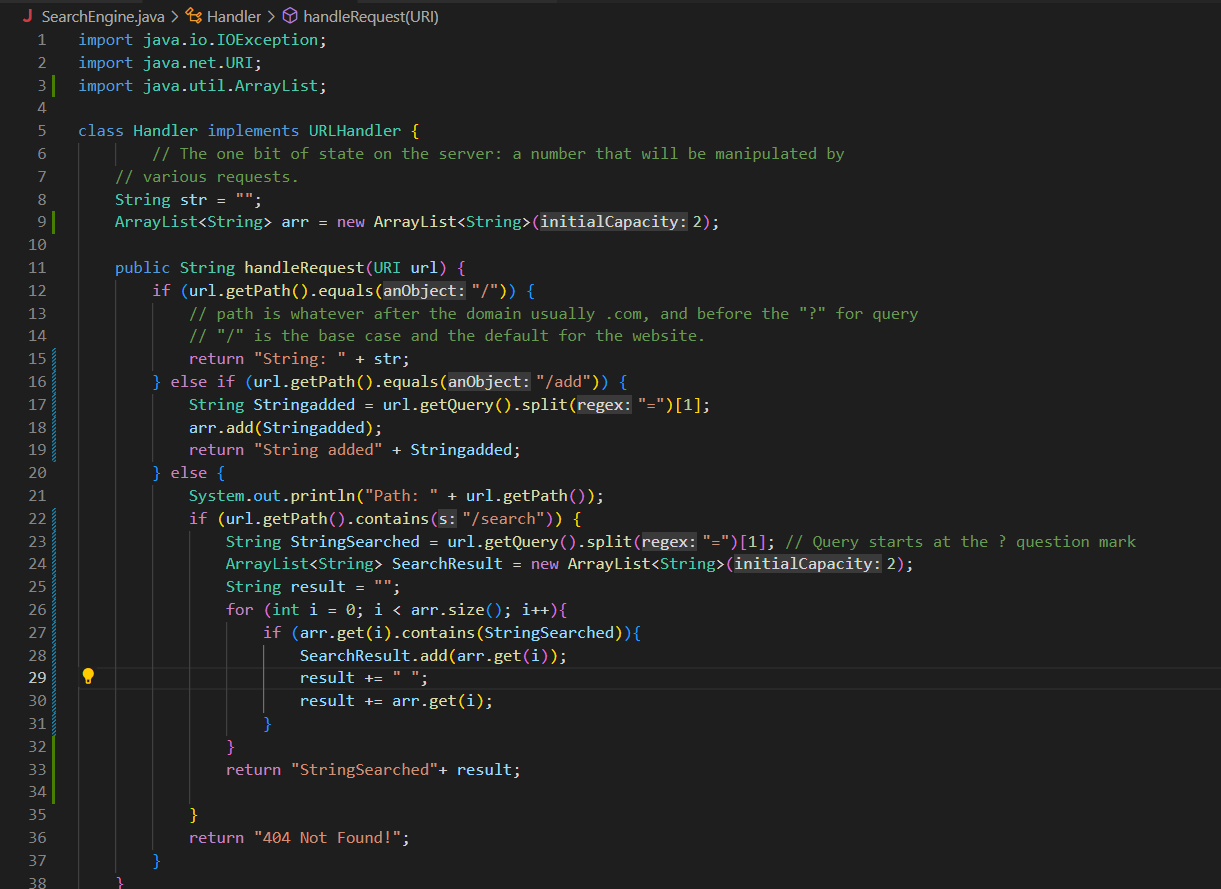 SearchEngine.java > Handler > handleRequest(URI)
1 import java.io.IOException;
2 import java.net.URI;
3 import java.util.ArrayList;
4
5 class Handler implements URLHandler {
6 // The one bit of state on the server: a number that will be manipulated by
7 // various requests.
8 String str = "";
9 ArrayList<String> arr = new ArrayList<String>(initialCapacity: 2);
10
11 public String handleRequest(URI url) {
12 if (url.getPath().equals(anObject: "/")) {
13 // path is whatever after the domain usually .com, and before the "?" for query
14 // "/" is the base case and the default for the website.
15 return "String: " + str;
16 } else if (url.getPath().equals(anObject: "/add")) {
17 String Stringadded = url.getQuery().split(regex: "=")[1];
18 arr.add(Stringadded);
19 return "String added" + Stringadded;
20 } else {
21 System.out.println("Path: " + url.getPath());
22 if (url.getPath().contains(s: "/search")) {
23 String StringSearched = url.getQuery().split(regex: "=")[1]; // Query starts at the ? question mark
24 ArrayList<String> SearchResult = new ArrayList<String>(initialCapacity: 2);
25 String result = "";
26 for (int i = 0; i < arr.size(); i++){
27 if (arr.get(i).contains(StringSearched)){
28 SearchResult.add(arr.get(i));
29 result += " ";
30 result += arr.get(i);
31 }
32 }
33 return "StringSearched"+ result;
34
35 }
36 return "404 Not Found!";
37 }
38 }